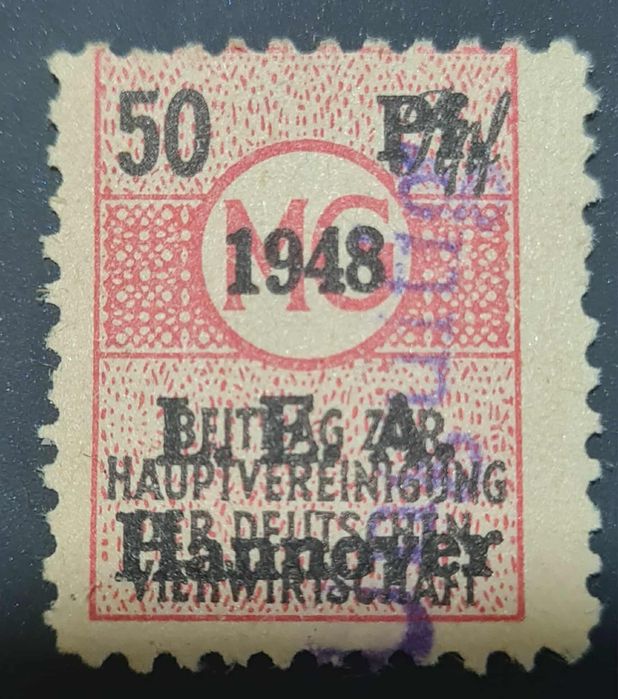 50 Pf.
MG
1948
L. E. A.
BEITRAG ZUR
HAUPTVEREINIGUNG
Hannover
DER DEUTSCHEN
VIEHWIRTSCHAFT